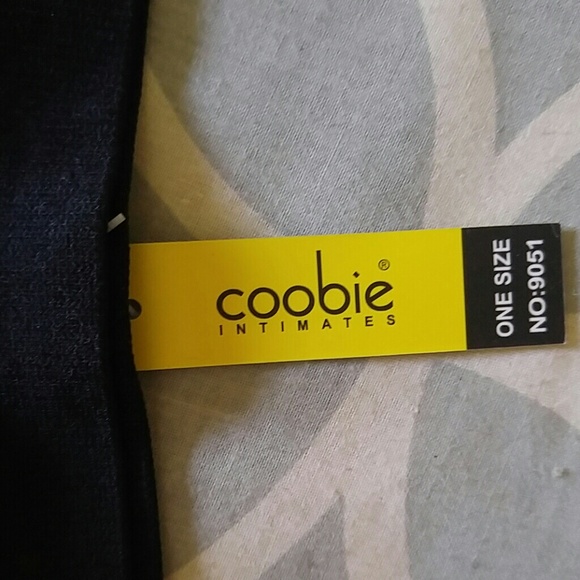 coobie®
INTIMATES
ONE SIZE
NO:9051